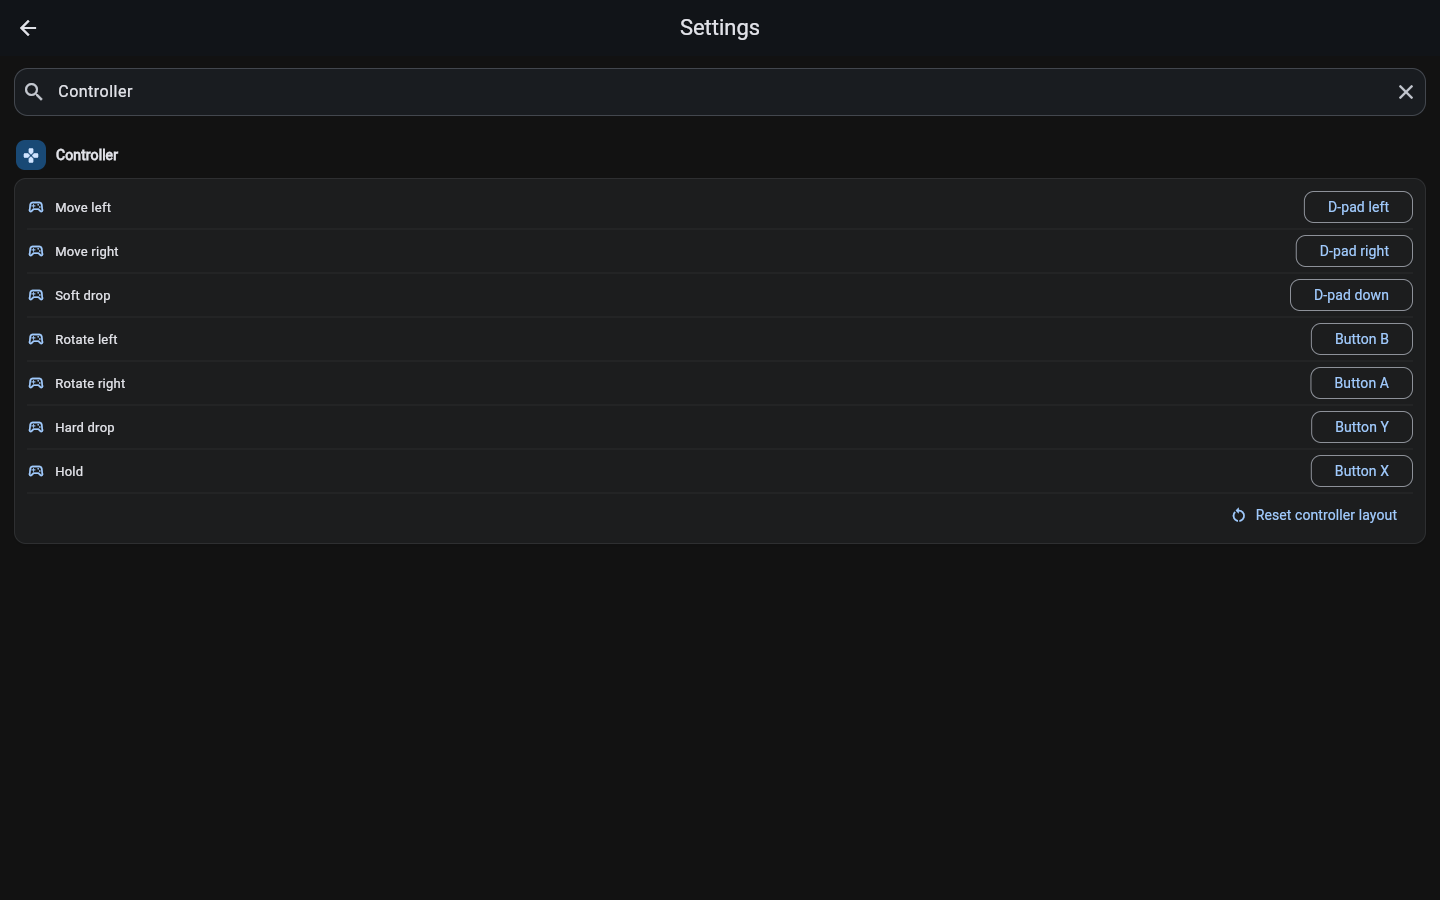 Settings
Controller
Controller
Move left D-pad left
Move right D-pad right
Soft drop D-pad down
Rotate left Button B
Rotate right Button A
Hard drop Button Y
Hold Button X
Reset controller layout